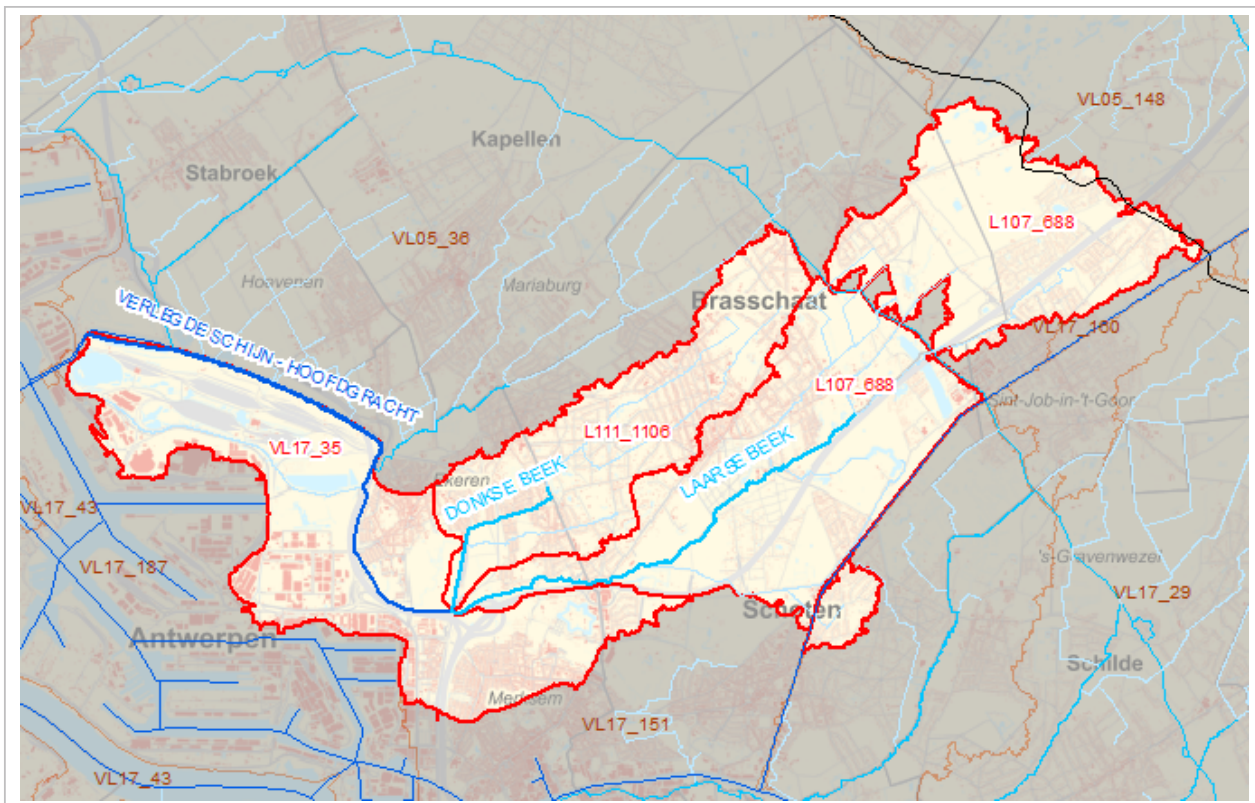 VL05_148
Kapellen
Stabroek
L107_688
VL05_36
Hoevenen
Mariaburg
Brasschaat
VERLEGDE SCHIJN - HOOFDGRACHT
VL17_160
L107_688
Sint-Job-in-'t-Goor
L111_1106
VL17_35
LAARSE BEEK
Ekeren
DONKSE BEEK
VL17_43
's-Gravenwezel
VL17_187
VL17_29
Schoten
Antwerpen
Schilde
Merksem
VL17_151
VL17_43